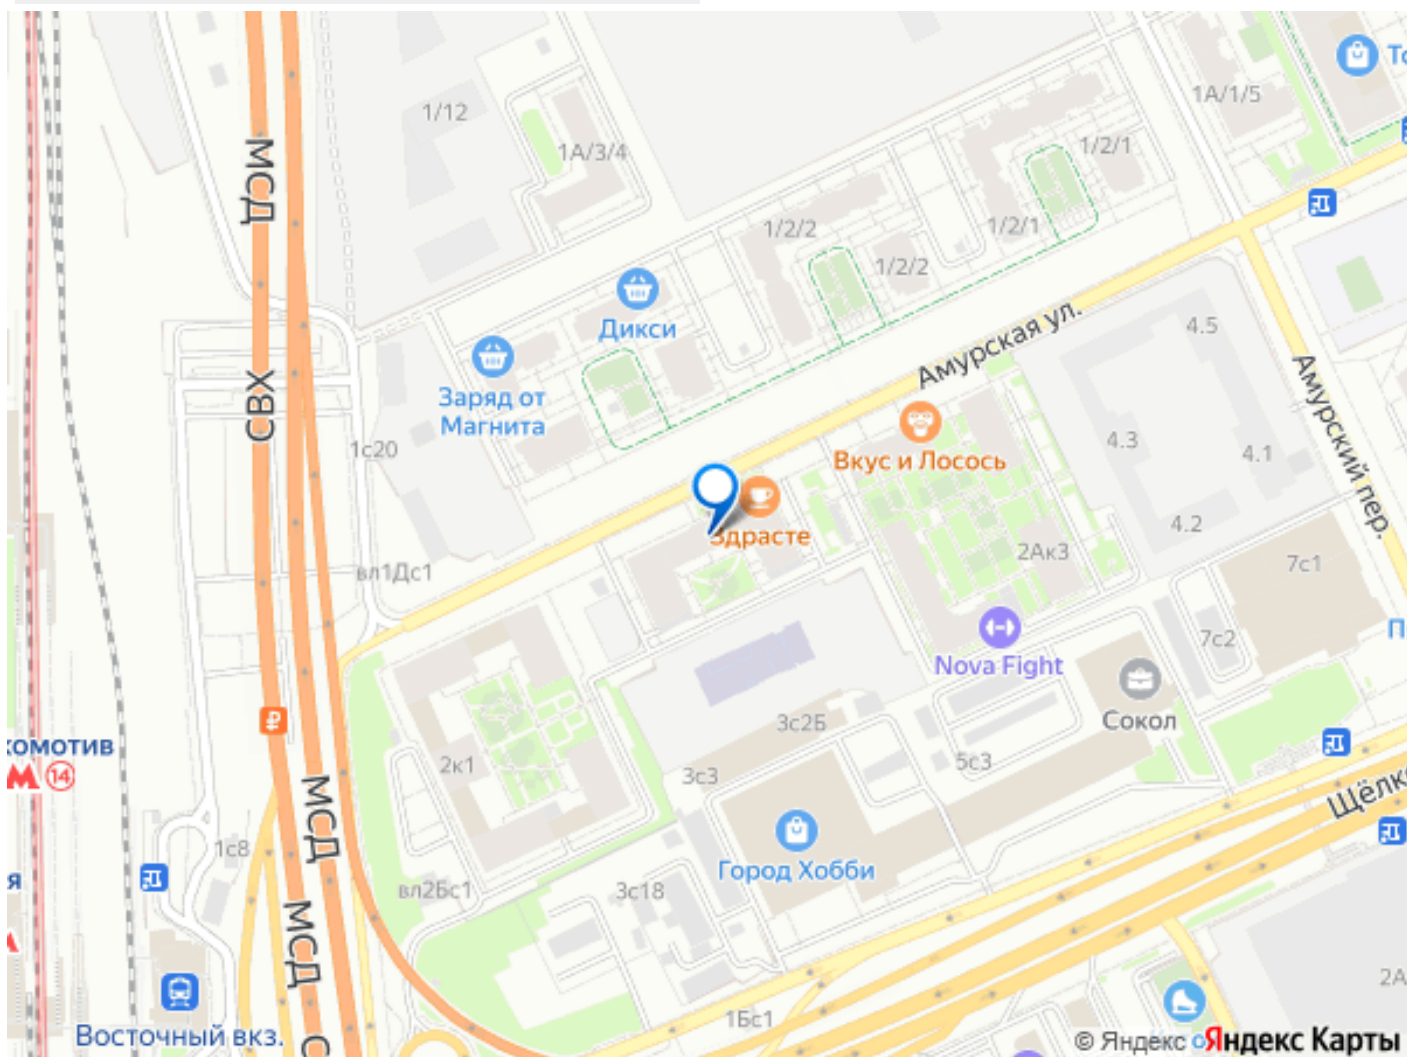 1/12
1А/3/4
1А/1/5
1/2/1
1/2/2
1/2/1
1/2/2
МСД
Дикси
Заряд от
Магнита
СВХ
1с20
Амурская ул.
4.5
Амурский пер.
4.3
4.1
4.2
Вкус и Лосось
Здрасте
2Ак3
7с1
вл1Дс1
7с2
Nova Fight
Сокол
3с2Б
комотив
14
2к1
3с3
5с3
МСД
Щёлк
1с8
Город Хобби
вл2Бс1
3с18
МСД
Восточный вкз.
1Бс1
2А
© Яндекс
Яндекс Карты